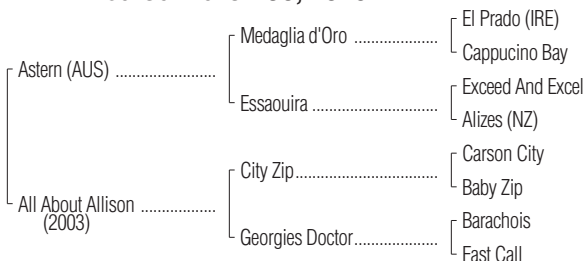 El Prado (IRE)
Medaglia d'Oro
Cappucino Bay
Astern (AUS)
Exceed And Excel
Essaouira
Alizes (NZ)
Carson City
City Zip
Baby Zip
All About Allison
(2003)
Barachois
Georgies Doctor
Fast Call